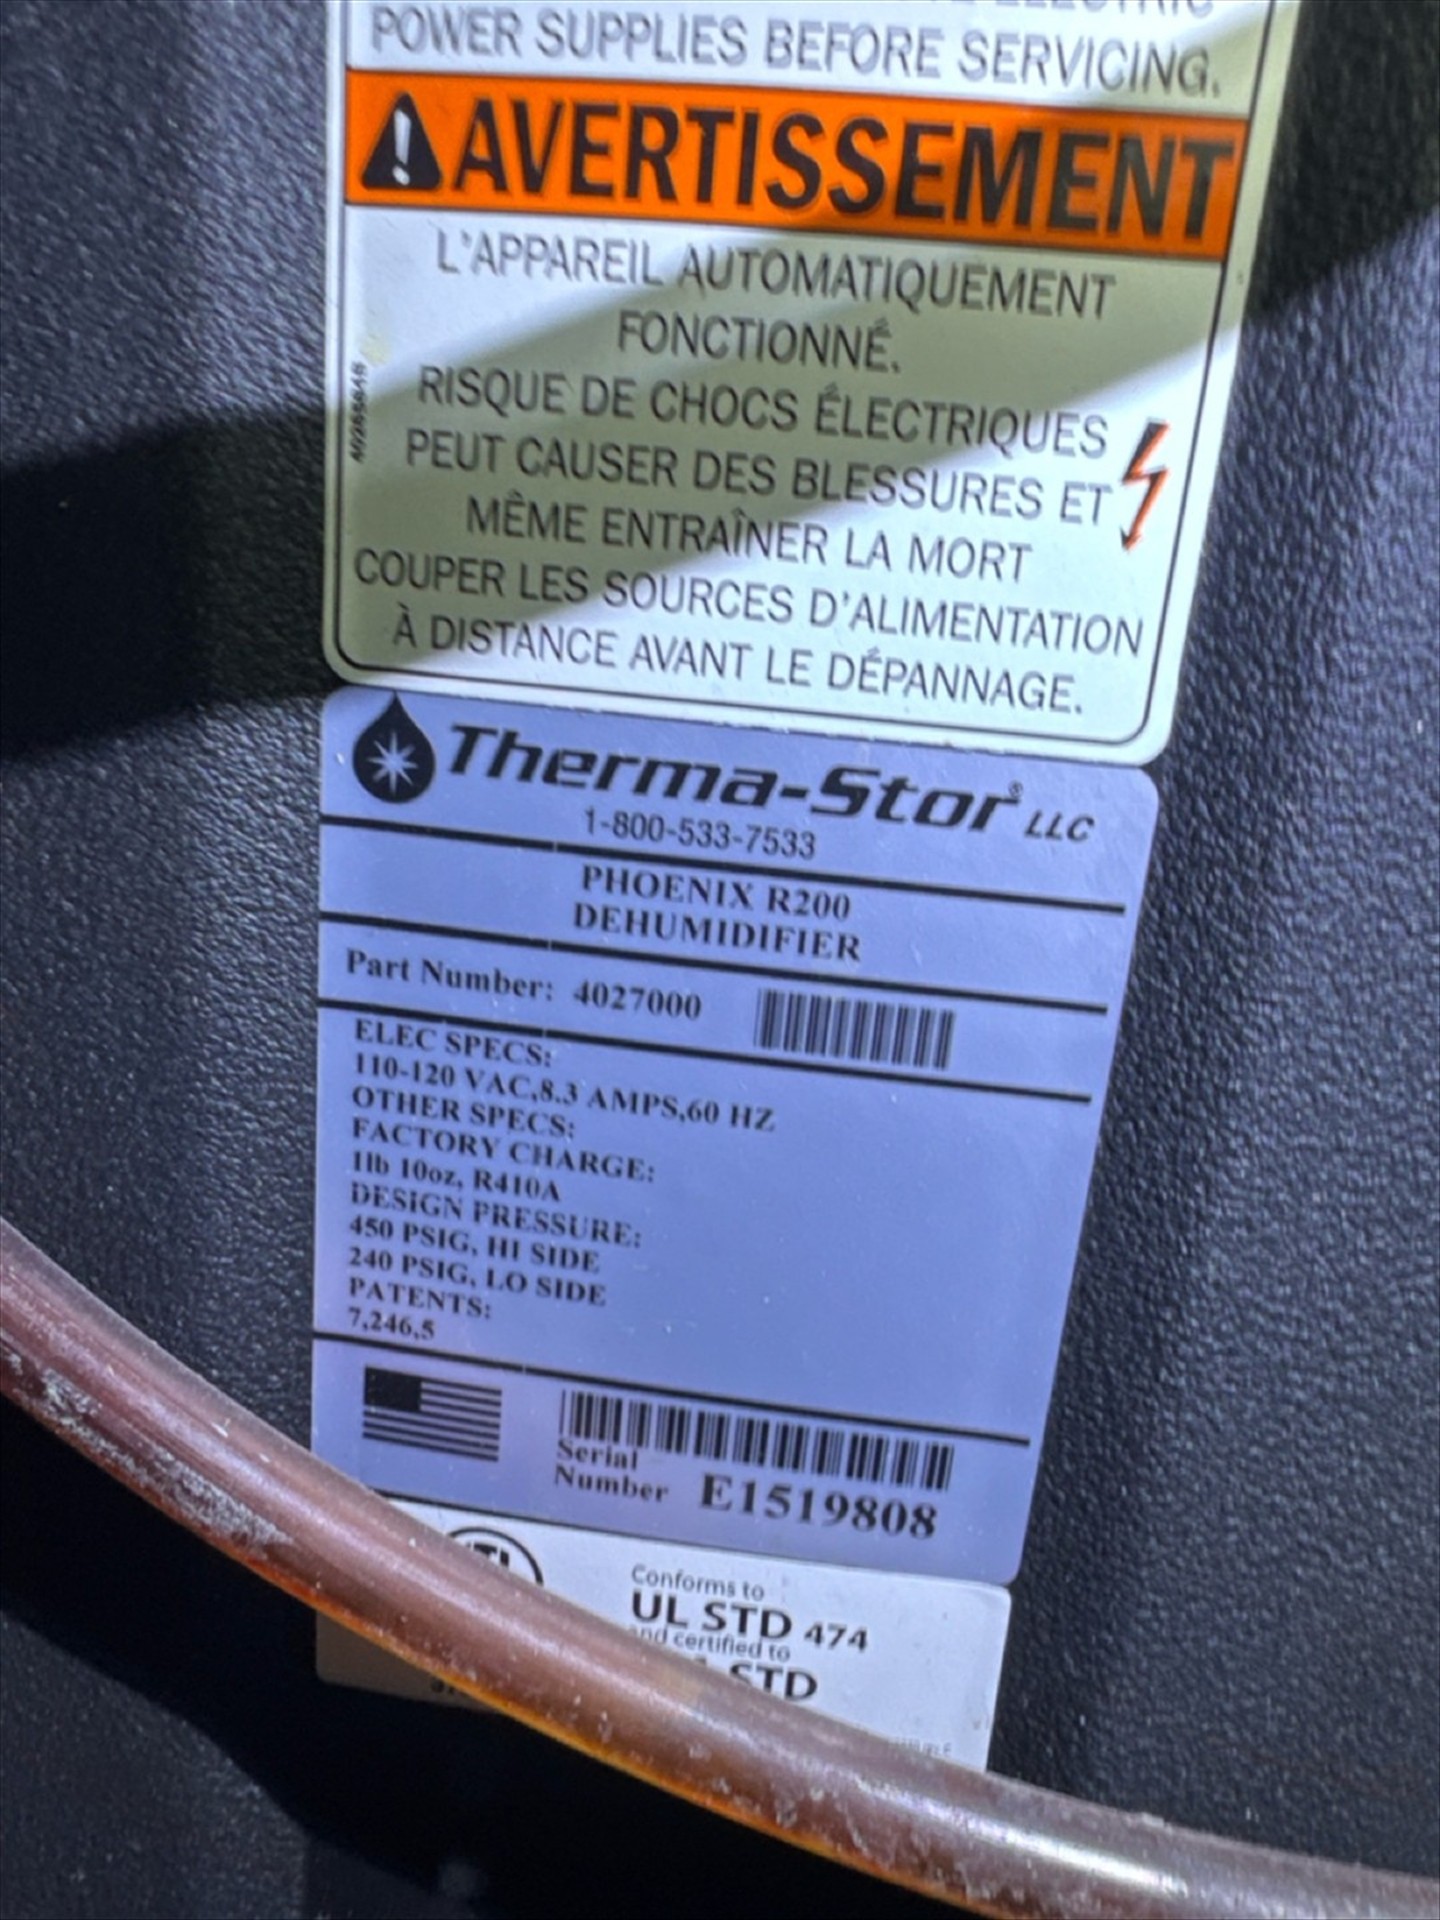 ELECTRIC
POWER SUPPLIES BEFORE SERVICING.
AVERTISSEMENT
L'APPAREIL AUTOMATIQUEMENT
FONCTIONNÉ.
RISQUE DE CHOCS ÉLECTRIQUES
PEUT CAUSER DES BLESSURES ET
MÊME ENTRAÎNER LA MORT
COUPER LES SOURCES D'ALIMENTATION
À DISTANCE AVANT LE DÉPANNAGE.
Therma-Stor® LLC
1-800-533-7533
PHOENIX R200
DEHUMIDIFIER
Part Number: 4027000
ELEC SPECS:
110-120 VAC,8.3 AMPS,60 HZ
OTHER SPECS:
FACTORY CHARGE:
1lb 10oz, R410A
DESIGN PRESSURE:
450 PSIG, HI SIDE
240 PSIG, LO SIDE
PATENTS:
7,246,5
Serial
Number E1519808
Conforms to
UL STD 474
and certified to
STD